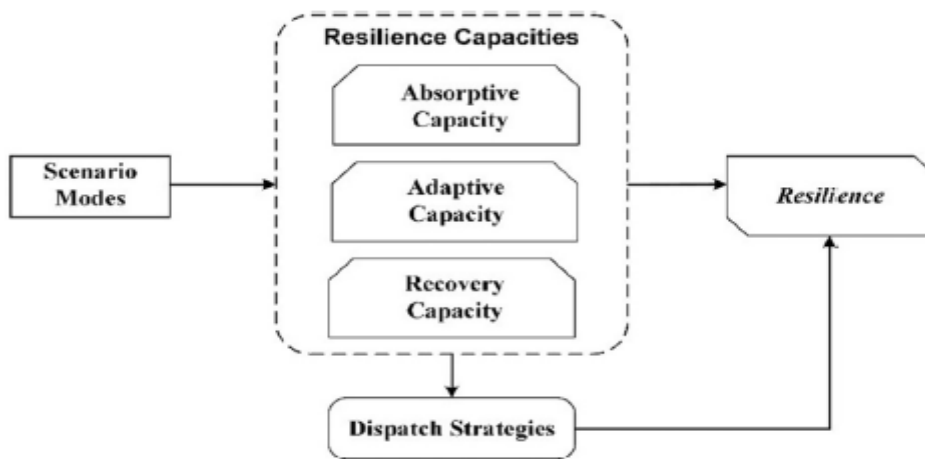 Resilience Capacities
Absorptive
Capacity
Scenario
Modes
Adaptive
Capacity
Resilience
Recovery
Capacity
Dispatch Strategies